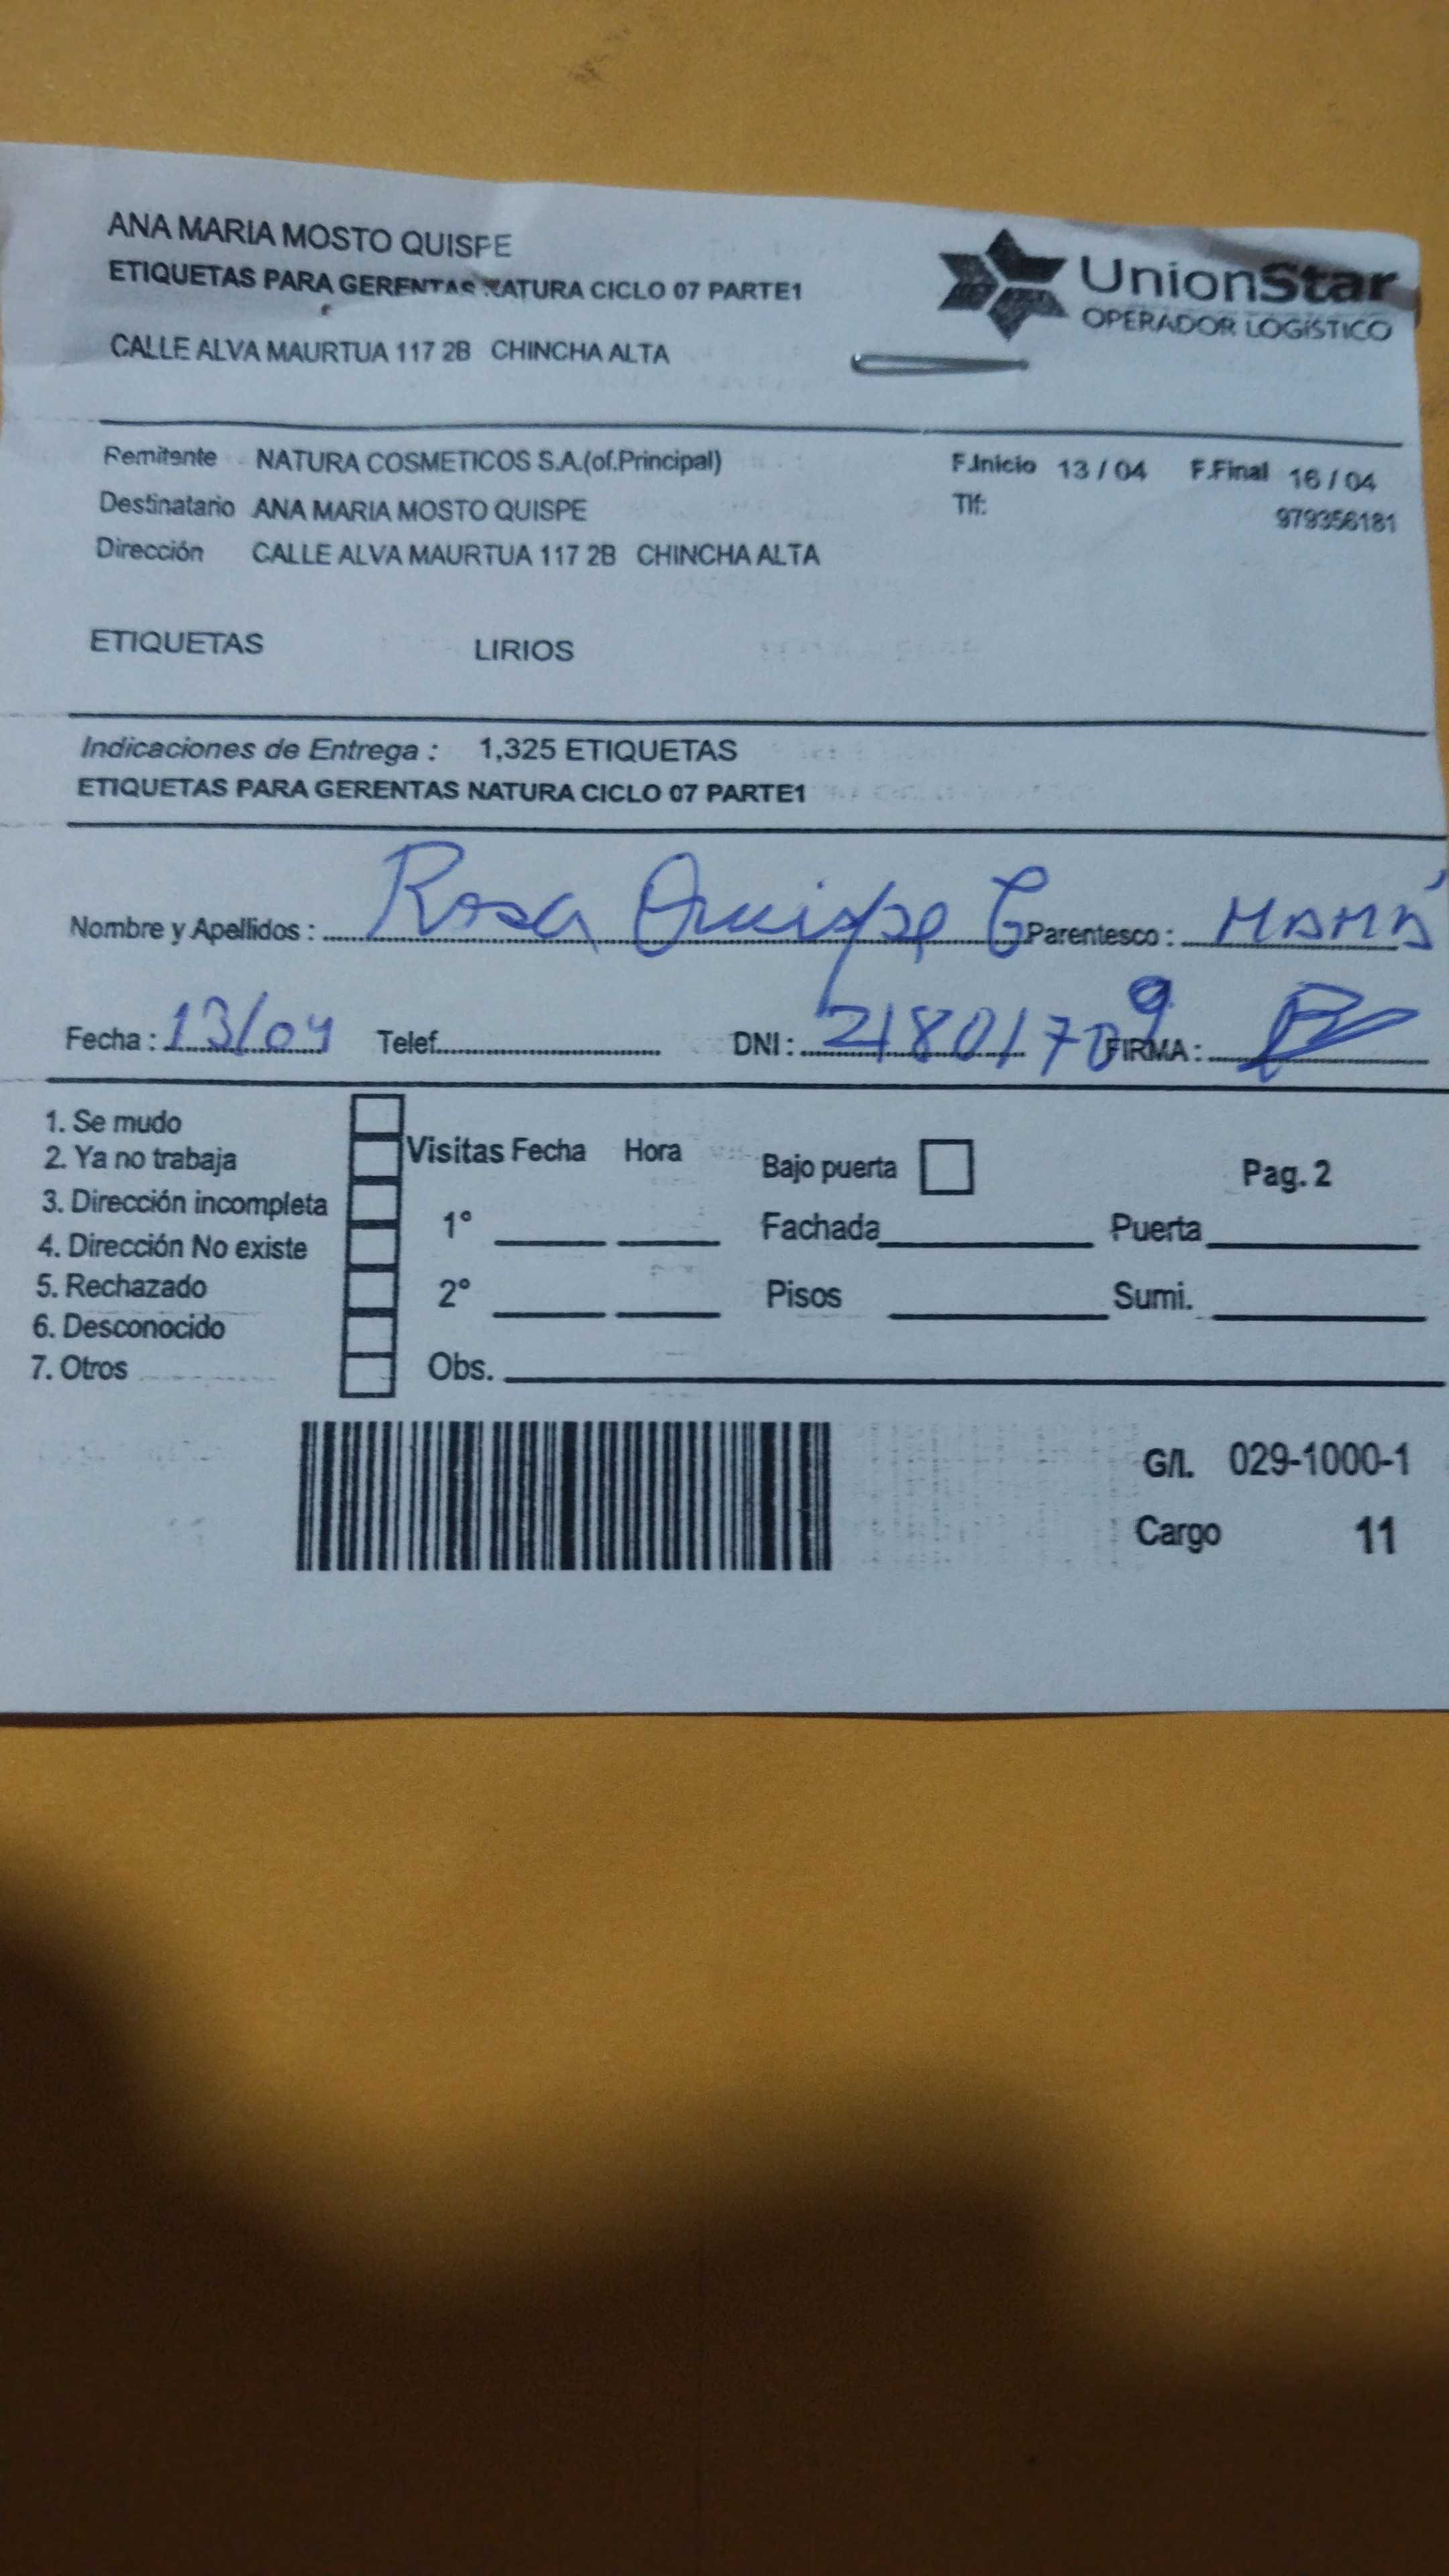 ANA MARIA MOSTO QUISPE
ETIQUETAS PARA GERENTAS NATURA CICLO 07 PARTE1
CALLE ALVA MAURTUA 117 2B CHINCHA ALTA
UnionStar
OPERADOR LOGÍSTICO
Remitente NATURA COSMETICOS S.A.(of.Principal)
F.Inicio 13 / 04 F.Final 16 / 04
Destinatario ANA MARIA MOSTO QUISPE
Tlf: 979356181
Dirección CALLE ALVA MAURTUA 117 2B CHINCHA ALTA
ETIQUETAS LIRIOS
Indicaciones de Entrega : 1,325 ETIQUETAS
ETIQUETAS PARA GERENTAS NATURA CICLO 07 PARTE1
Nombre y Apellidos : Rosa Quispe G Parentesco : MAMÁ
Fecha : 13/04 Telef. DNI : 21801709 FIRMA :
1. Se mudo
2. Ya no trabaja
3. Dirección incompleta
4. Dirección No existe
5. Rechazado
6. Desconocido
7. Otros
Visitas Fecha Hora
1°
2°
Obs.
Bajo puerta
Pag. 2
Fachada Puerta
Pisos Sumi.
G/I. 029-1000-1
Cargo 11